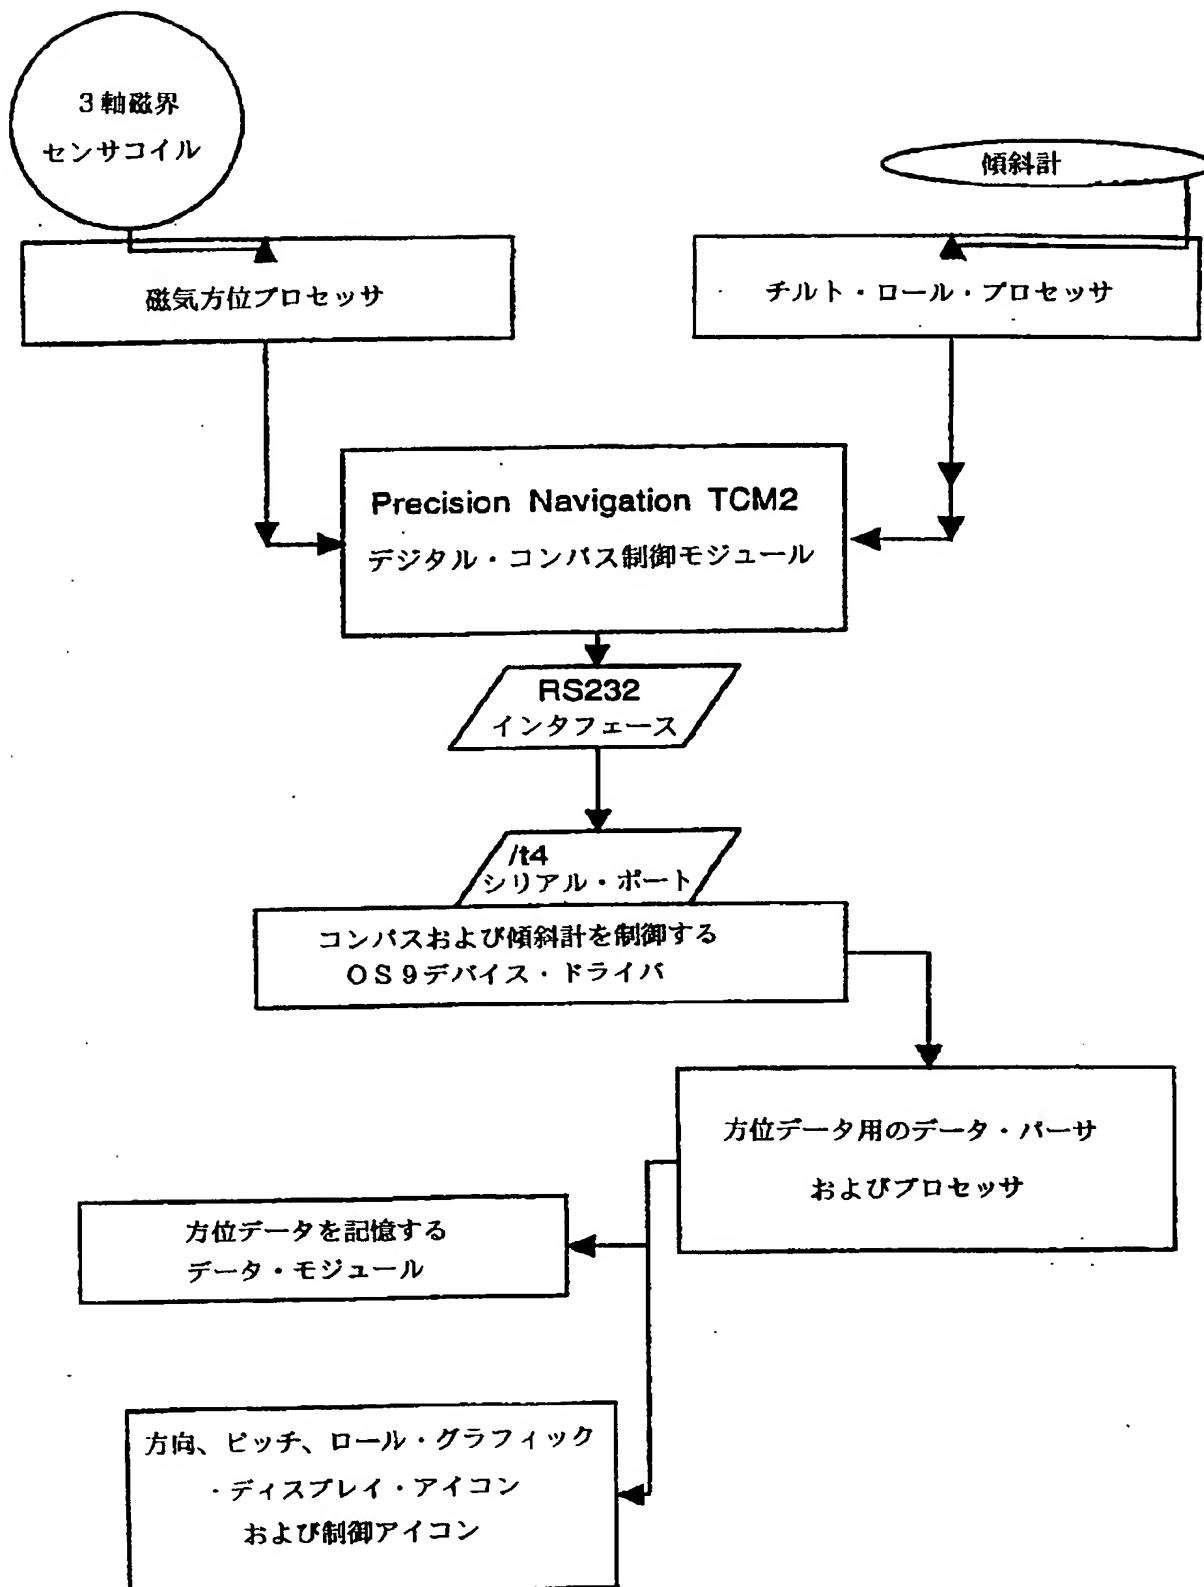 3軸磁界
センサコイル
傾斜計
磁気方位プロセッサ
チルト・ロール・プロセッサ
Precision Navigation TCM2
デジタル・コンパス制御モジュール
RS232
インタフェース
/t4
シリアル・ポート
コンパスおよび傾斜計を制御する
OS9デバイス・ドライバ
方位データ用のデータ・パーサ
およびプロセッサ
方位データを記憶する
データ・モジュール
方向、ピッチ、ロール・グラフィック
・ディスプレイ・アイコン
および制御アイコン